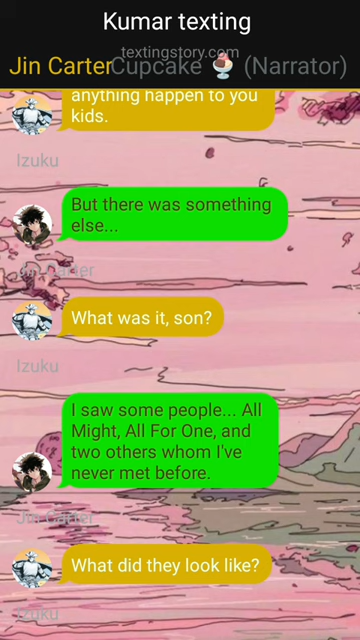 Kumar texting
textingstory.com
Jin Carter Cupcake 🍨 (Narrator)
anything happen to you
kids.
Izuku
But there was something
else...
Jin Carter
What was it, son?
Izuku
I saw some people... All
Might, All For One, and
two others whom I've
never met before.
Jin Carter
What did they look like?
Izuku